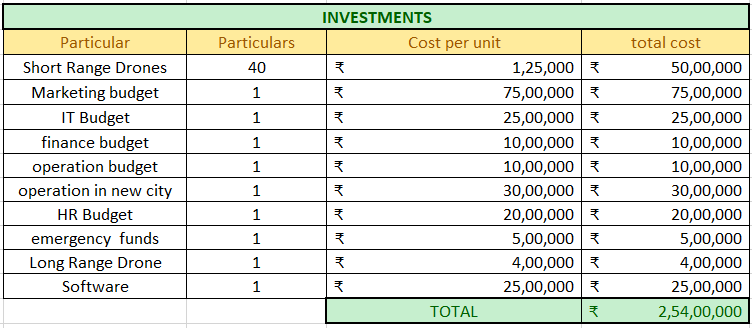 INVESTMENTS
Particular Particulars Cost per unit total cost
Short Range Drones 40 ₹ 1,25,000 ₹ 50,00,000
Marketing budget 1 ₹ 75,00,000 ₹ 75,00,000
IT Budget 1 ₹ 25,00,000 ₹ 25,00,000
finance budget 1 ₹ 10,00,000 ₹ 10,00,000
operation budget 1 ₹ 10,00,000 ₹ 10,00,000
operation in new city 1 ₹ 30,00,000 ₹ 30,00,000
HR Budget 1 ₹ 20,00,000 ₹ 20,00,000
emergency funds 1 ₹ 5,00,000 ₹ 5,00,000
Long Range Drone 1 ₹ 4,00,000 ₹ 4,00,000
Software 1 ₹ 25,00,000 ₹ 25,00,000
TOTAL ₹ 2,54,00,000